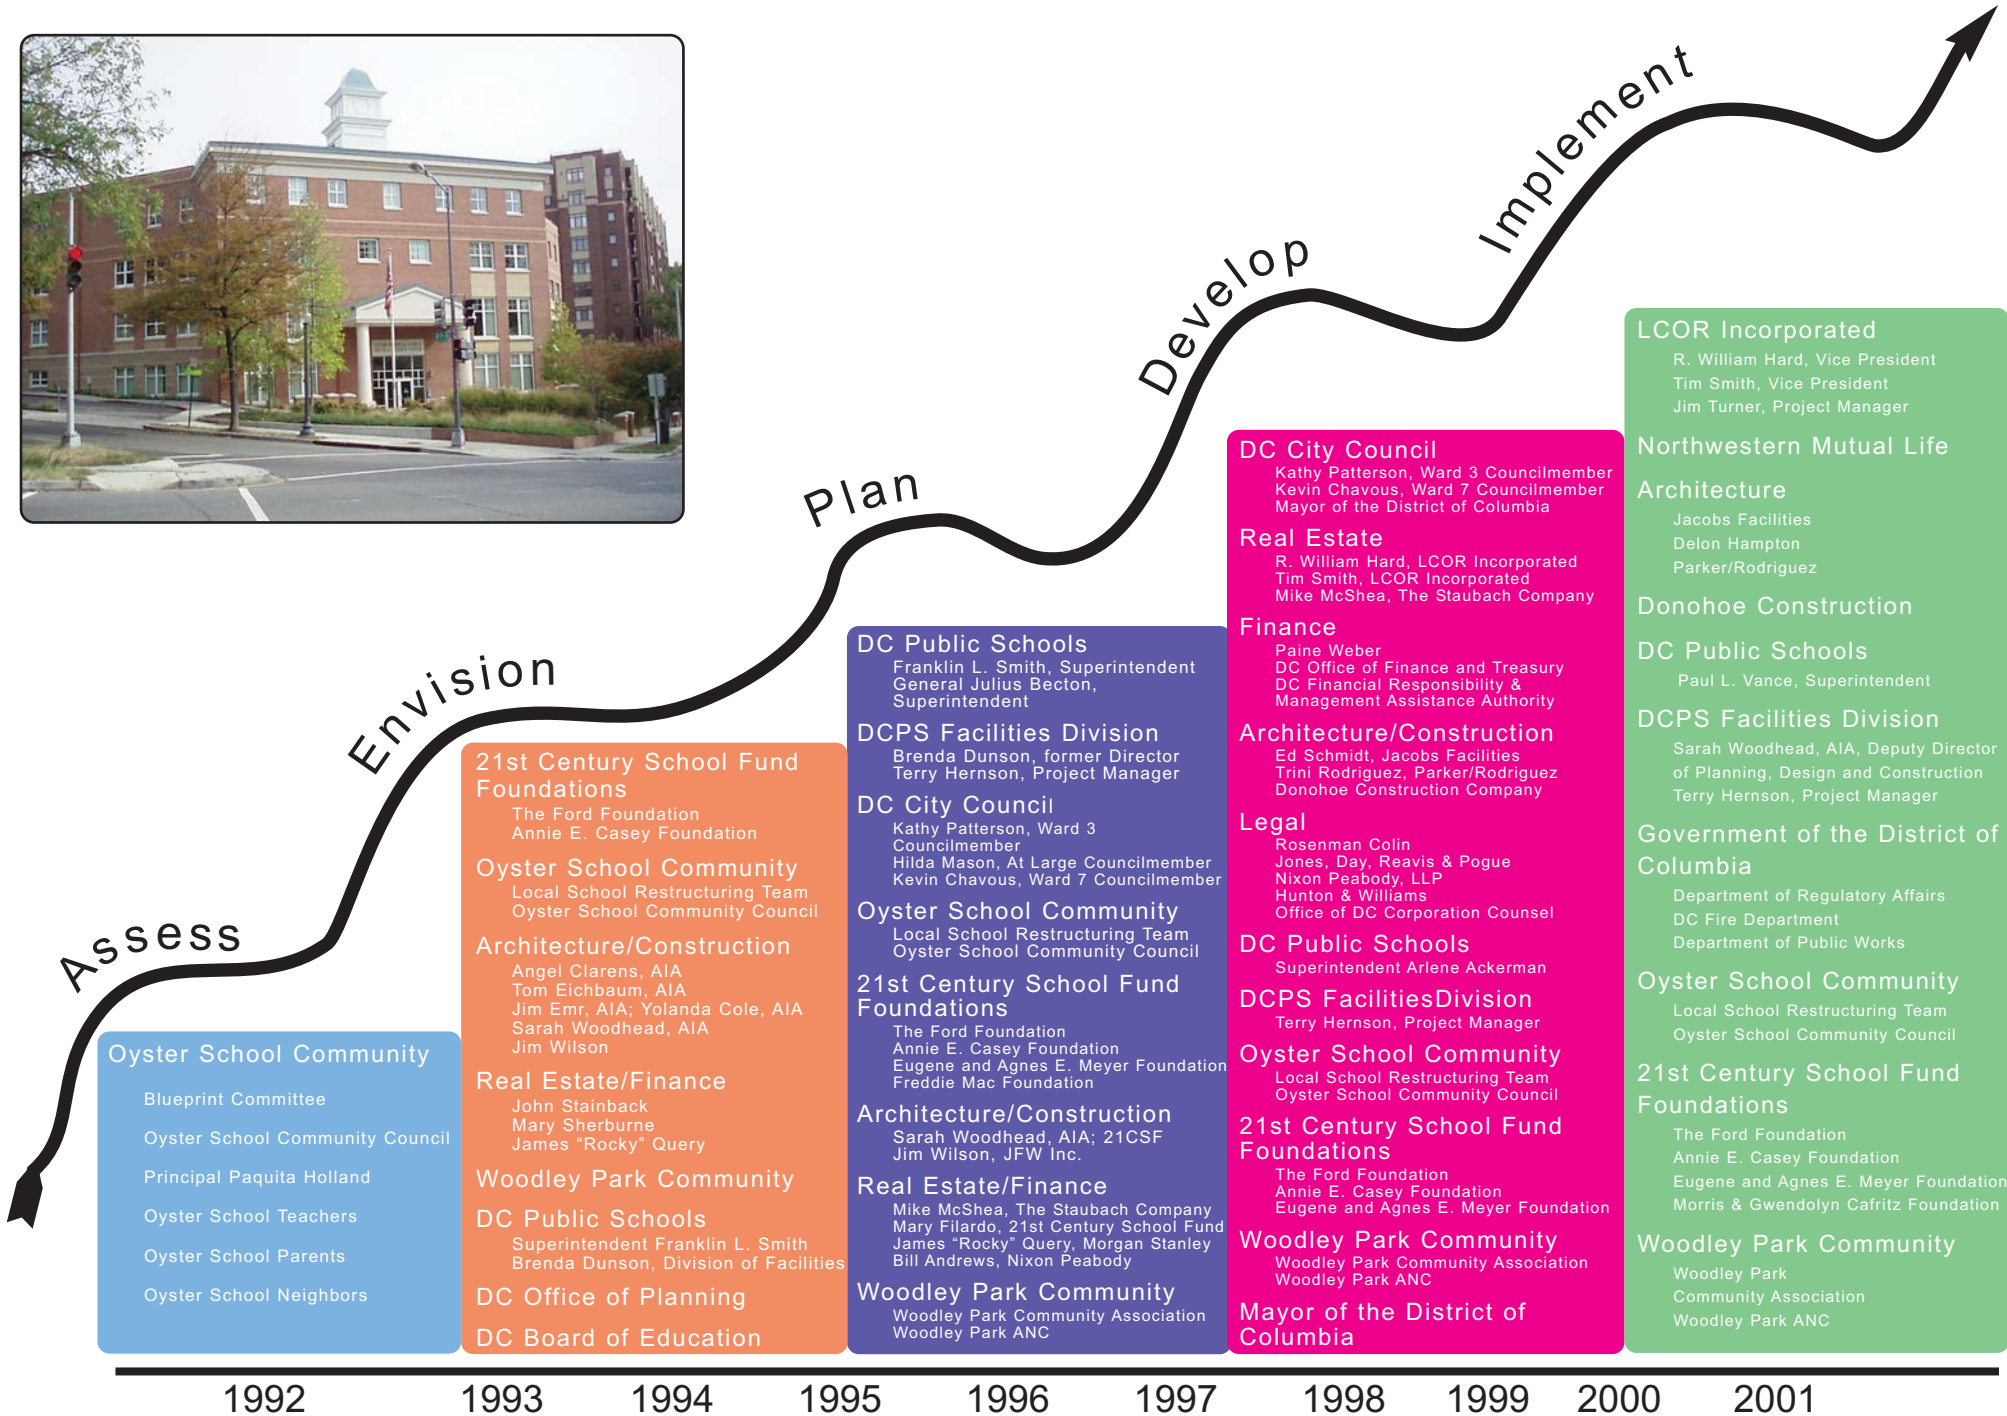 Assess
Envision
Plan
Develop
Implement
Oyster School Community
Blueprint Committee
Oyster School Community Council
Principal Paquita Holland
Oyster School Teachers
Oyster School Parents
Oyster School Neighbors
21st Century School Fund
Foundations
The Ford Foundation
Annie E. Casey Foundation
Oyster School Community
Local School Restructuring Team
Oyster School Community Council
Architecture/Construction
Angel Clarens, AIA
Tom Eichbaum, AIA
Jim Emr, AIA; Yolanda Cole, AIA
Sarah Woodhead, AIA
Jim Wilson
Real Estate/Finance
John Stainback
Mary Sherburne
James “Rocky” Query
Woodley Park Community
DC Public Schools
Superintendent Franklin L. Smith
Brenda Dunson, Division of Facilities
DC Office of Planning
DC Board of Education
DC Public Schools
Franklin L. Smith, Superintendent
General Julius Becton,
Superintendent
DCPS Facilities Division
Brenda Dunson, former Director
Terry Hernson, Project Manager
DC City Council
Kathy Patterson, Ward 3
Councilmember
Hilda Mason, At Large Councilmember
Kevin Chavous, Ward 7 Councilmember
Oyster School Community
Local School Restructuring Team
Oyster School Community Council
21st Century School Fund
Foundations
The Ford Foundation
Annie E. Casey Foundation
Eugene and Agnes E. Meyer Foundation
Freddie Mac Foundation
Architecture/Construction
Sarah Woodhead, AIA; 21CSF
Jim Wilson, JFW Inc.
Real Estate/Finance
Mike McShea, The Staubach Company
Mary Filardo, 21st Century School Fund
James “Rocky” Query, Morgan Stanley
Bill Andrews, Nixon Peabody
Woodley Park Community
Woodley Park Community Association
Woodley Park ANC
DC City Council
Kathy Patterson, Ward 3 Councilmember
Kevin Chavous, Ward 7 Councilmember
Mayor of the District of Columbia
Real Estate
R. William Hard, LCOR Incorporated
Tim Smith, LCOR Incorporated
Mike McShea, The Staubach Company
Finance
Paine Weber
DC Office of Finance and Treasury
DC Financial Responsibility &
Management Assistance Authority
Architecture/Construction
Ed Schmidt, Jacobs Facilities
Trini Rodriguez, Parker/Rodriguez
Donohoe Construction Company
Legal
Rosenman Colin
Jones, Day, Reavis & Pogue
Nixon Peabody, LLP
Hunton & Williams
Office of DC Corporation Counsel
DC Public Schools
Superintendent Arlene Ackerman
DCPS FacilitiesDivision
Terry Hernson, Project Manager
Oyster School Community
Local School Restructuring Team
Oyster School Community Council
21st Century School Fund
Foundations
The Ford Foundation
Annie E. Casey Foundation
Eugene and Agnes E. Meyer Foundation
Woodley Park Community
Woodley Park Community Association
Woodley Park ANC
Mayor of the District of
Columbia
LCOR Incorporated
R. William Hard, Vice President
Tim Smith, Vice President
Jim Turner, Project Manager
Northwestern Mutual Life
Architecture
Jacobs Facilities
Delon Hampton
Parker/Rodriguez
Donohoe Construction
DC Public Schools
Paul L. Vance, Superintendent
DCPS Facilities Division
Sarah Woodhead, AIA, Deputy Director
of Planning, Design and Construction
Terry Hernson, Project Manager
Government of the District of
Columbia
Department of Regulatory Affairs
DC Fire Department
Department of Public Works
Oyster School Community
Local School Restructuring Team
Oyster School Community Council
21st Century School Fund
Foundations
The Ford Foundation
Annie E. Casey Foundation
Eugene and Agnes E. Meyer Foundation
Morris & Gwendolyn Cafritz Foundation
Woodley Park Community
Woodley Park
Community Association
Woodley Park ANC
1992 1993 1994 1995 1996 1997 1998 1999 2000 2001